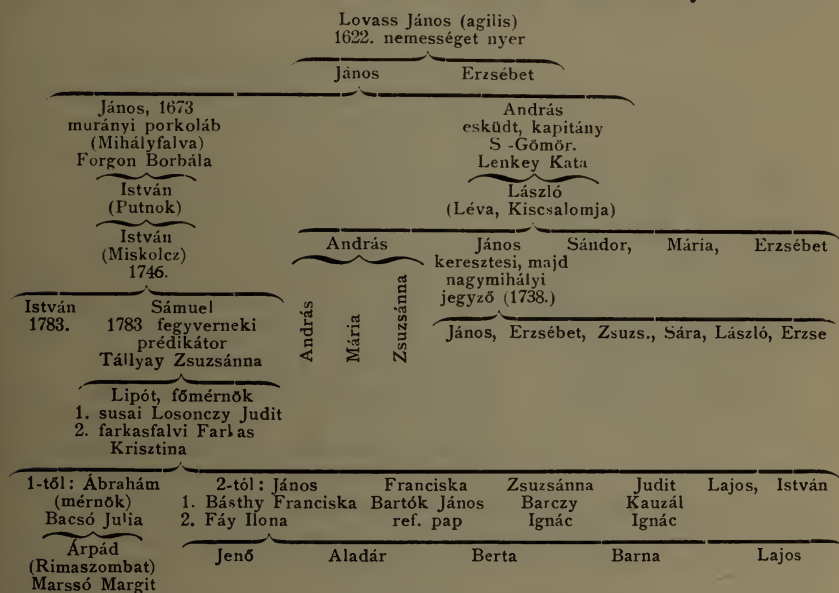 Lovass János (agilis)
1622. nemességet nyer
János Erzsébet
János, 1673
murányi porkoláb
(Mihályfalva)
Forgon Borbála
András
esküdt, kapitány
S -Gömör.
Lenkey Kata
István
(Putnok)
László
(Léva, Kiscsalomja)
István
(Miskolcz)
1746.
András
János
keresztesi, majd
nagymihályi
jegyző (1738.)
Sándor, Mária, Erzsébet
István
1783.
Sámuel
1783 fegyverneki
prédikátor
Tállyay Zsuzsánna
András
Mária
Zsuzsánna
János, Erzsébet, Zsuzs., Sára, László, Erzse
Lipót, főmérnök
1. susai Losonczy Judit
2. farkasfalvi Farkas
Krisztina
1-től: Ábrahám
(mérnök)
Bacsó Julia
2-tól: János
1. Básthy Franciska
2. Fáy Ilona
Franciska
Bartók János
ref. pap
Zsuzsánna
Barczy
Ignác
Judit
Kauzál
Ignác
Lajos, István
Árpád
(Rimaszombat)
Marssó Margit
Jenő Aladár Berta Barna Lajos